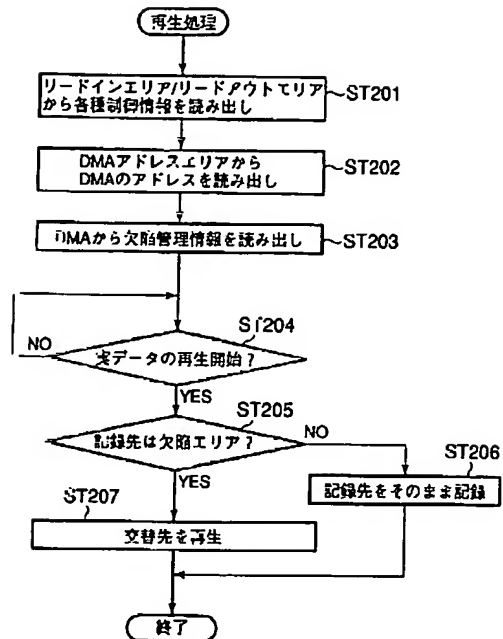 再生処理
リードインエリア/リードアウトエリア
から各種制御情報を読み出し
ST201
DMAアドレスエリアから
DMAのアドレスを読み出し
ST202
DMAから欠陥管理情報を読み出し
ST203
ST204
実データの再生開始?
NO
YES
ST205
記録先は欠陥エリア?
NO
YES
ST206
記録先をそのまま記録
ST207
交替先を再生
終了